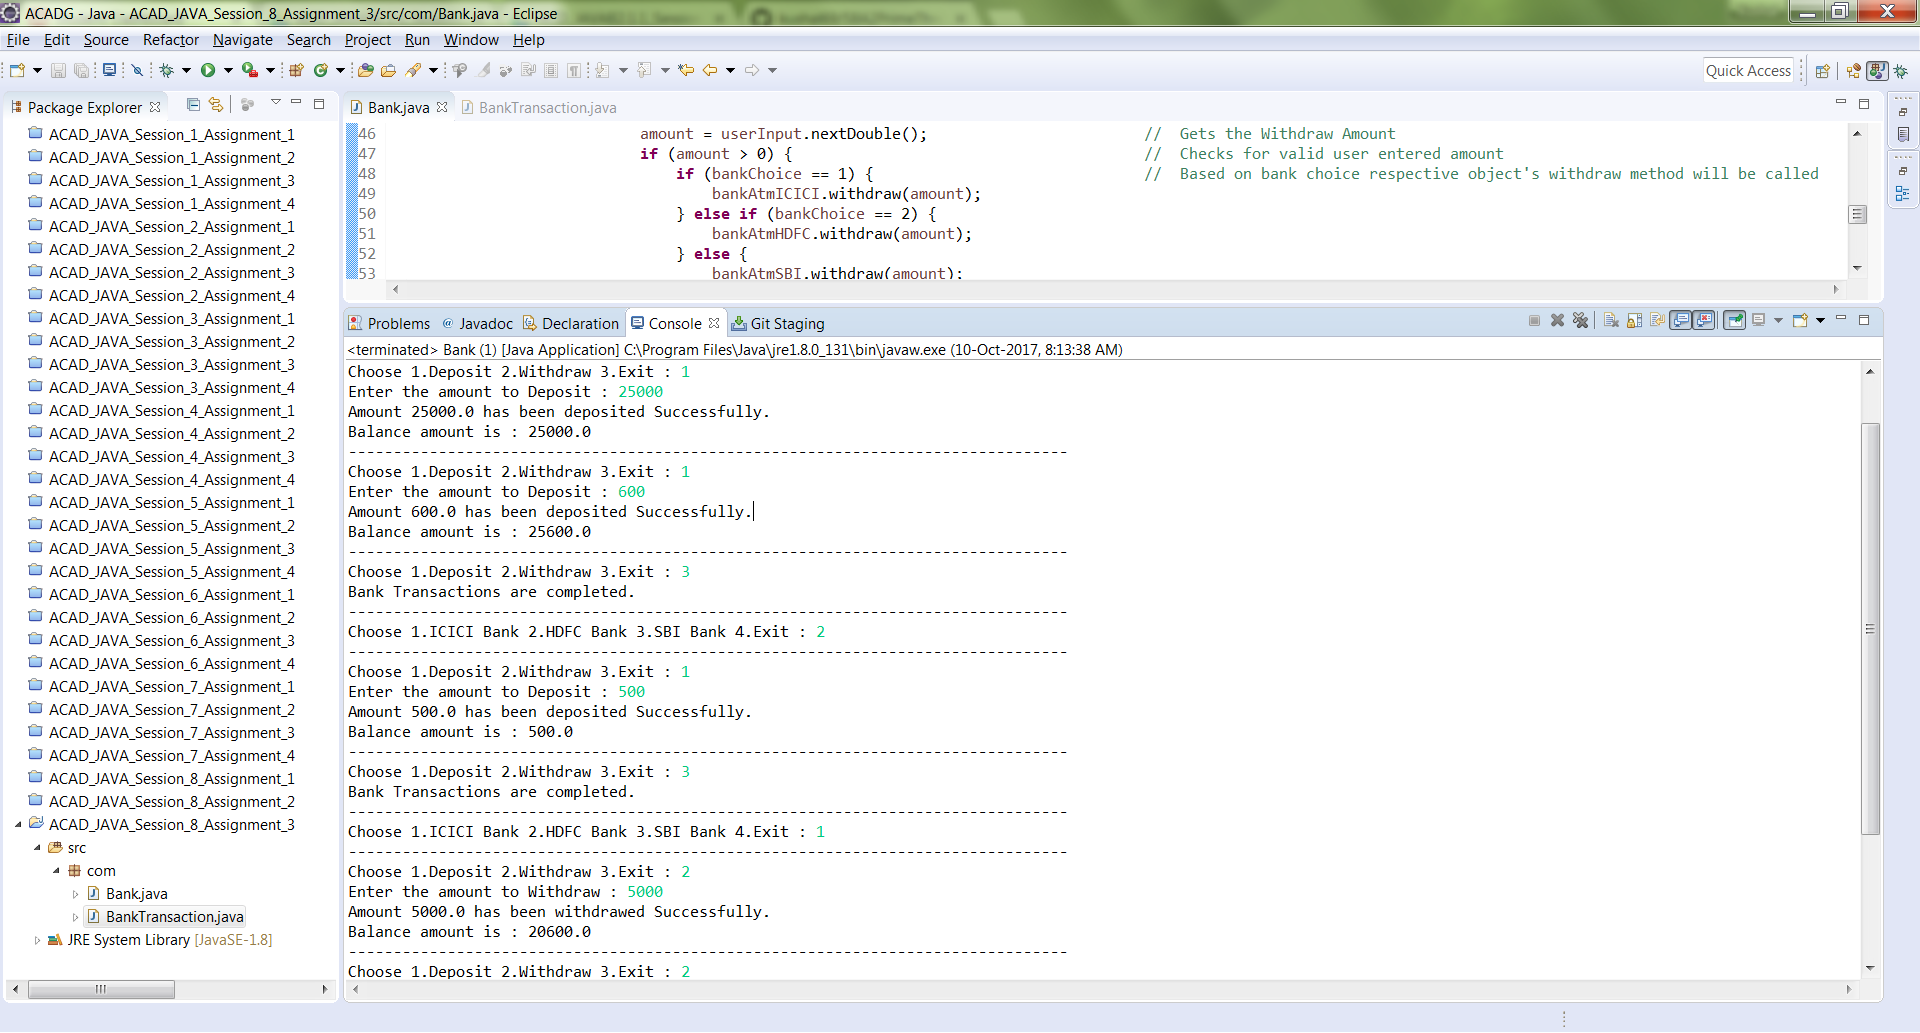 ACADG - Java - ACAD_JAVA_Session_8_Assignment_3/src/com/Bank.java - Eclipse
File Edit Source Refactor Navigate Search Project Run Window Help
Quick Access
Package Explorer
ACAD_JAVA_Session_1_Assignment_1
ACAD_JAVA_Session_1_Assignment_2
ACAD_JAVA_Session_1_Assignment_3
ACAD_JAVA_Session_1_Assignment_4
ACAD_JAVA_Session_2_Assignment_1
ACAD_JAVA_Session_2_Assignment_2
ACAD_JAVA_Session_2_Assignment_3
ACAD_JAVA_Session_2_Assignment_4
ACAD_JAVA_Session_3_Assignment_1
ACAD_JAVA_Session_3_Assignment_2
ACAD_JAVA_Session_3_Assignment_3
ACAD_JAVA_Session_3_Assignment_4
ACAD_JAVA_Session_4_Assignment_1
ACAD_JAVA_Session_4_Assignment_2
ACAD_JAVA_Session_4_Assignment_3
ACAD_JAVA_Session_4_Assignment_4
ACAD_JAVA_Session_5_Assignment_1
ACAD_JAVA_Session_5_Assignment_2
ACAD_JAVA_Session_5_Assignment_3
ACAD_JAVA_Session_5_Assignment_4
ACAD_JAVA_Session_6_Assignment_1
ACAD_JAVA_Session_6_Assignment_2
ACAD_JAVA_Session_6_Assignment_3
ACAD_JAVA_Session_6_Assignment_4
ACAD_JAVA_Session_7_Assignment_1
ACAD_JAVA_Session_7_Assignment_2
ACAD_JAVA_Session_7_Assignment_3
ACAD_JAVA_Session_7_Assignment_4
ACAD_JAVA_Session_8_Assignment_1
ACAD_JAVA_Session_8_Assignment_2
ACAD_JAVA_Session_8_Assignment_3
src
com
Bank.java
BankTransaction.java
JRE System Library [JavaSE-1.8]
Bank.java BankTransaction.java
46 amount = userInput.nextDouble(); // Gets the Withdraw Amount
47 if (amount > 0) { // Checks for valid user entered amount
48 if (bankChoice == 1) { // Based on bank choice respective object's withdraw method will be called
49 bankAtmICICI.withdraw(amount);
50 } else if (bankChoice == 2) {
51 bankAtmHDFC.withdraw(amount);
52 } else {
53 bankAtmSBI.withdraw(amount);
Problems @ Javadoc Declaration Console Git Staging
<terminated> Bank (1) [Java Application] C:\Program Files\Java\jre1.8.0_131\bin\javaw.exe (10-Oct-2017, 8:13:38 AM)
Choose 1.Deposit 2.Withdraw 3.Exit : 1
Enter the amount to Deposit : 25000
Amount 25000.0 has been deposited Successfully.
Balance amount is : 25000.0
--------------------------------------------------------------------------------
Choose 1.Deposit 2.Withdraw 3.Exit : 1
Enter the amount to Deposit : 600
Amount 600.0 has been deposited Successfully.
Balance amount is : 25600.0
--------------------------------------------------------------------------------
Choose 1.Deposit 2.Withdraw 3.Exit : 3
Bank Transactions are completed.
--------------------------------------------------------------------------------
Choose 1.ICICI Bank 2.HDFC Bank 3.SBI Bank 4.Exit : 2
--------------------------------------------------------------------------------
Choose 1.Deposit 2.Withdraw 3.Exit : 1
Enter the amount to Deposit : 500
Amount 500.0 has been deposited Successfully.
Balance amount is : 500.0
--------------------------------------------------------------------------------
Choose 1.Deposit 2.Withdraw 3.Exit : 3
Bank Transactions are completed.
--------------------------------------------------------------------------------
Choose 1.ICICI Bank 2.HDFC Bank 3.SBI Bank 4.Exit : 1
--------------------------------------------------------------------------------
Choose 1.Deposit 2.Withdraw 3.Exit : 2
Enter the amount to Withdraw : 5000
Amount 5000.0 has been withdrawed Successfully.
Balance amount is : 20600.0
--------------------------------------------------------------------------------
Choose 1.Deposit 2.Withdraw 3.Exit : 2